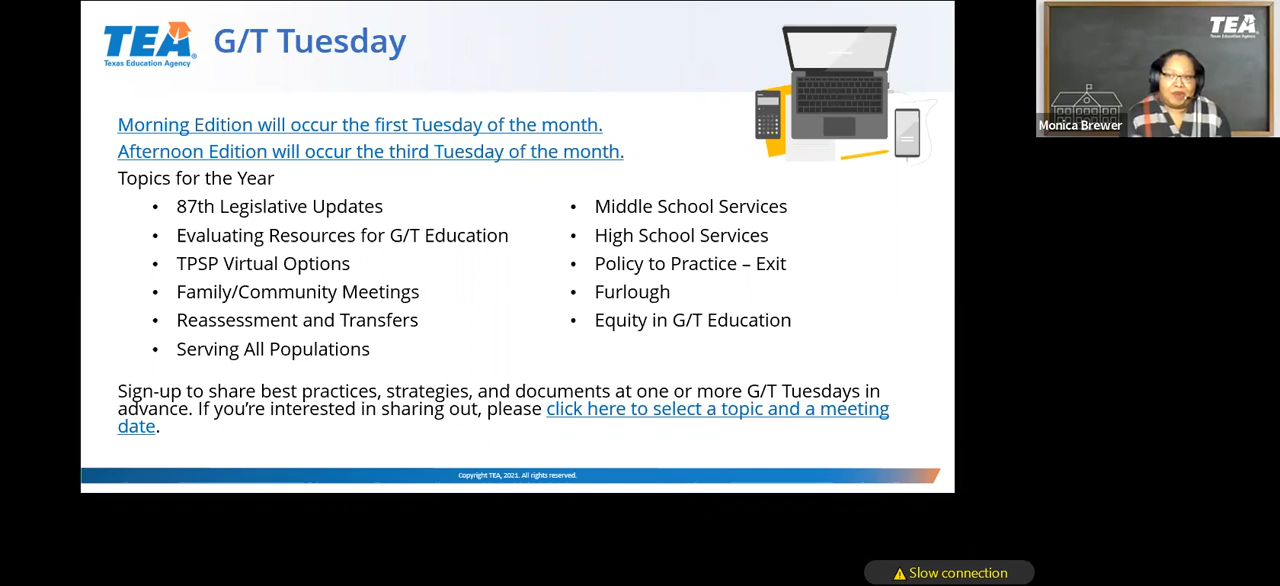 TEA
Texas Education Agency
G/T Tuesday
Morning Edition will occur the first Tuesday of the month.
Afternoon Edition will occur the third Tuesday of the month.
Topics for the Year
• 87th Legislative Updates
• Evaluating Resources for G/T Education
• TPSP Virtual Options
• Family/Community Meetings
• Reassessment and Transfers
• Serving All Populations
• Middle School Services
• High School Services
• Policy to Practice – Exit
• Furlough
• Equity in G/T Education
Sign-up to share best practices, strategies, and documents at one or more G/T Tuesdays in
advance. If you’re interested in sharing out, please click here to select a topic and a meeting
date.
Copyright TEA, 2021. All rights reserved.
TEA
Texas Education Agency
Monica Brewer
Slow connection